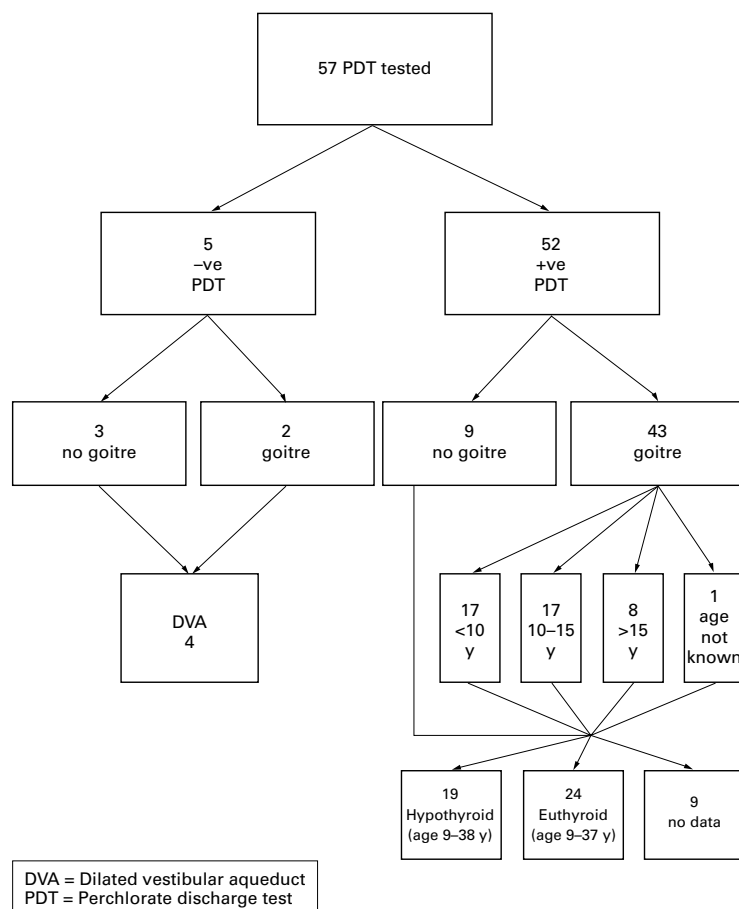 57 PDT tested
5
–ve
PDT
52
+ve
PDT
3
no goitre
2
goitre
9
no goitre
43
goitre
DVA
4
17
<10
y
17
10–15
y
8
>15
y
1
age
not
known
19
Hypothyroid
(age 9–38 y)
24
Euthyroid
(age 9–37 y)
9
no data
DVA = Dilated vestibular aqueduct
PDT = Perchlorate discharge test